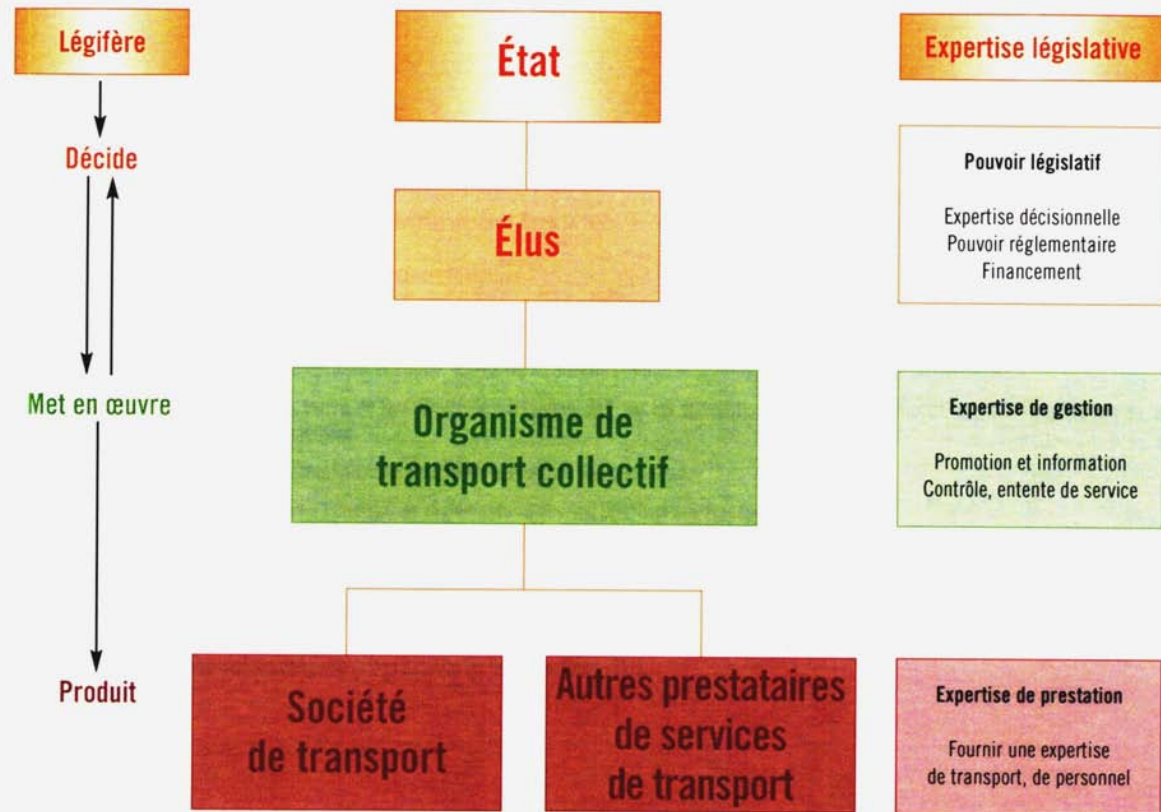 Légifère
Décide
Met en œuvre
Produit
État
Élus
Organisme de
transport collectif
Société
de transport
Autres prestataires
de services
de transport
Expertise législative
Pouvoir législatif
Expertise décisionnelle
Pouvoir réglementaire
Financement
Expertise de gestion
Promotion et information
Contrôle, entente de service
Expertise de prestation
Fournir une expertise
de transport, de personnel